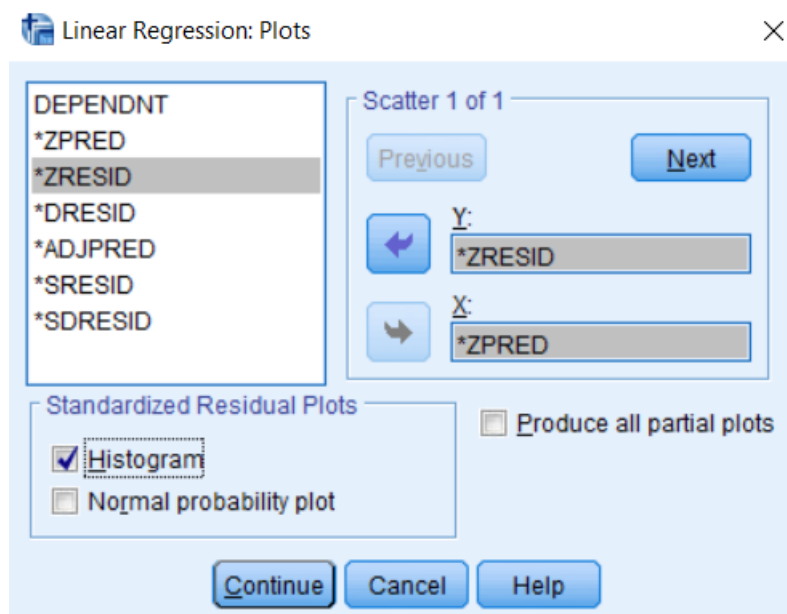 Linear Regression: Plots
DEPENDNT
*ZPRED
*ZRESID
*DRESID
*ADJPRED
*SRESID
*SDRESID
Scatter 1 of 1
Previous
Next
Y:
*ZRESID
X:
*ZPRED
Standardized Residual Plots
Histogram
Normal probability plot
Produce all partial plots
Continue
Cancel
Help